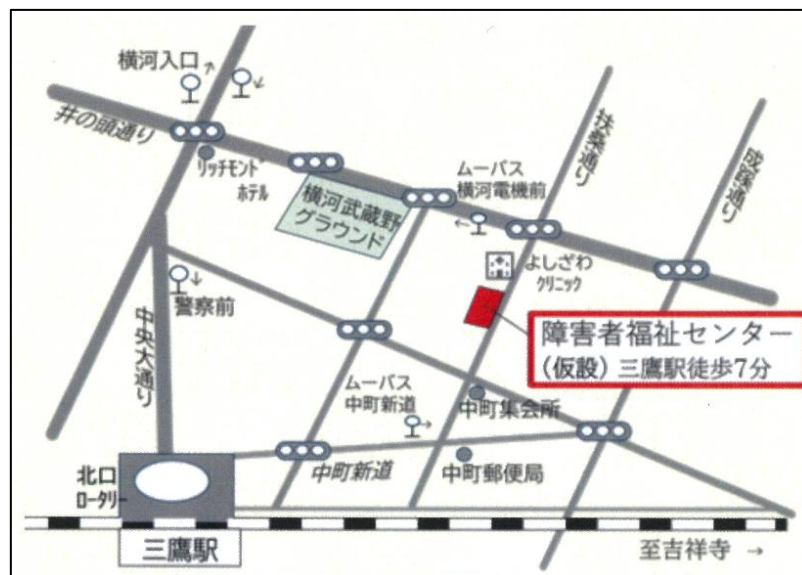 横河入口
井の頭通り
リッチモンド
ホテル
横河武蔵野
グラウンド
ムーバス
横河電機前
扶桑通り
成蹊通り
よしざわ
クリニック
障害者福祉センター
(仮設) 三鷹駅徒歩7分
警察前
中央大通り
ムーバス
中町新道
中町集会所
中町新道
中町郵便局
北口
ロータリー
三鷹駅
至吉祥寺 →